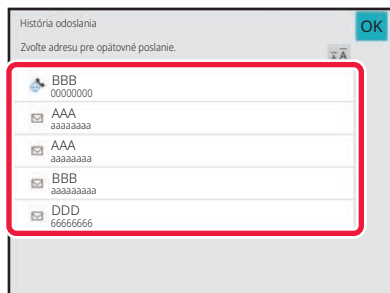 História odoslania
OK
Zvoľte adresu pre opätovné poslanie.
A A
BBB
00000000
AAA
aaaaaaaa
AAA
aaaaaaaa
BBB
aaaaaaaaa
DDD
66666666